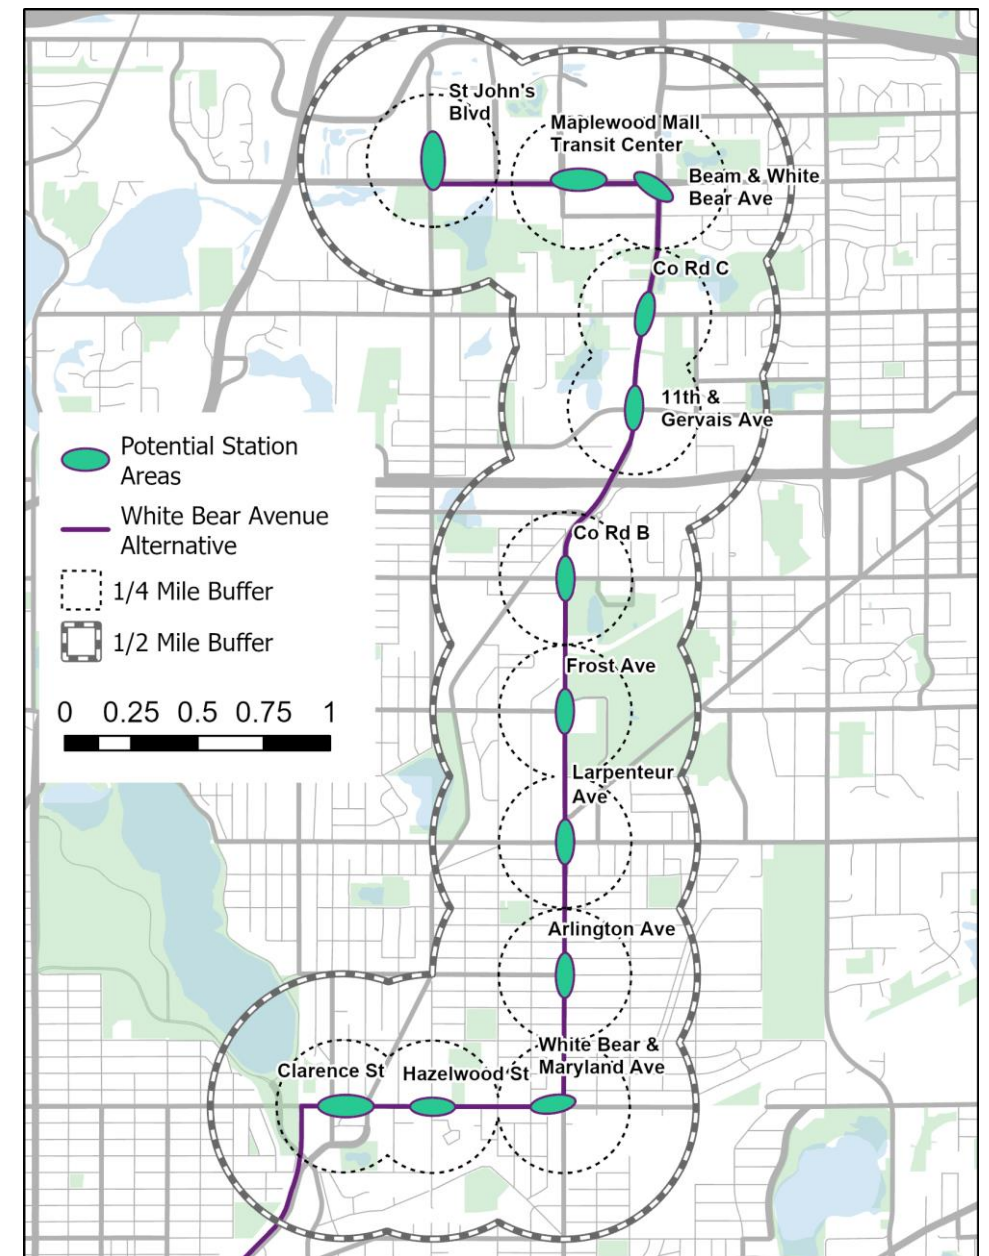 St John's
Blvd
Maplewood Mall
Transit Center
Beam & White
Bear Ave
Co Rd C
11th &
Gervais Ave
Potential Station
Areas
White Bear Avenue
Alternative
1/4 Mile Buffer
1/2 Mile Buffer
0 0.25 0.5 0.75 1
Co Rd B
Frost Ave
Larpenteur
Ave
Arlington Ave
White Bear &
Maryland Ave
Clarence St
Hazelwood St